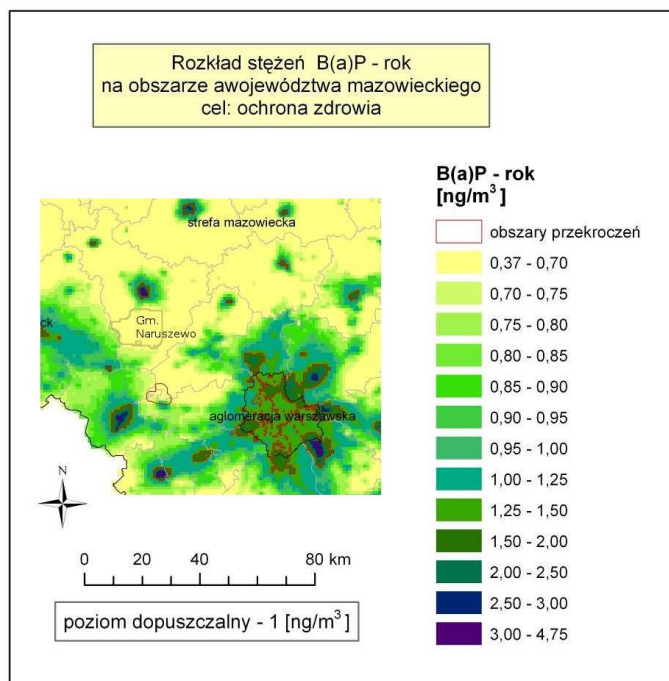 Rozkład stężeń B(a)P - rok
na obszarze awojewództwa mazowieckiego
cel: ochrona zdrowia
B(a)P - rok
[ng/m³]
obszary przekroczeń
0,37 - 0,70
0,70 - 0,75
0,75 - 0,80
0,80 - 0,85
0,85 - 0,90
0,90 - 0,95
0,95 - 1,00
1,00 - 1,25
1,25 - 1,50
1,50 - 2,00
2,00 - 2,50
2,50 - 3,00
3,00 - 4,75
strefa mazowiecka
Gm.
Naruszewo
ck
aglomeracja warszawska
N
0 20 40 80 km
poziom dopuszczalny - 1 [ng/m³]